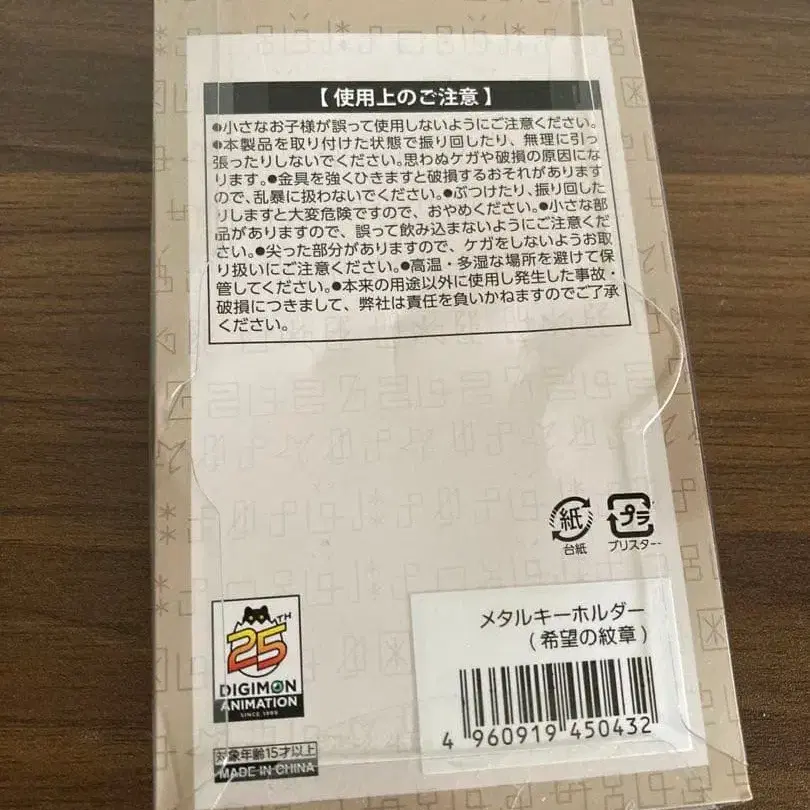 【 使用上のご注意 】
●小さなお子様が誤って使用しないようにご注意ください。
●本製品を取り付けた状態で振り回したり、無理に引っ
張ったりしないでください。思わぬケガや破損の原因にな
ります。●金具を強くひきますと破損するおそれがあります
ので、乱暴に扱わないでください。●ぶつけたり、振り回した
りしますと大変危険ですので、おやめください。●小さな部
品がありますので、誤って飲み込まないようにご注意くだ
さい。●尖った部分がありますので、ケガをしないようお取
り扱いにご注意ください。●高温・多湿な場所を避けて保
管してください。●本来の用途以外に使用し発生した事故・
破損につきまして、弊社は責任を負いかねますのでご了承
ください。
紙
台紙
プラ
ブリスター
25TH
DIGIMON
ANIMATION
SINCE 1999
対象年齢15才以上
MADE IN CHINA
メタルキーホルダー
(希望の紋章)
4 960919 450432